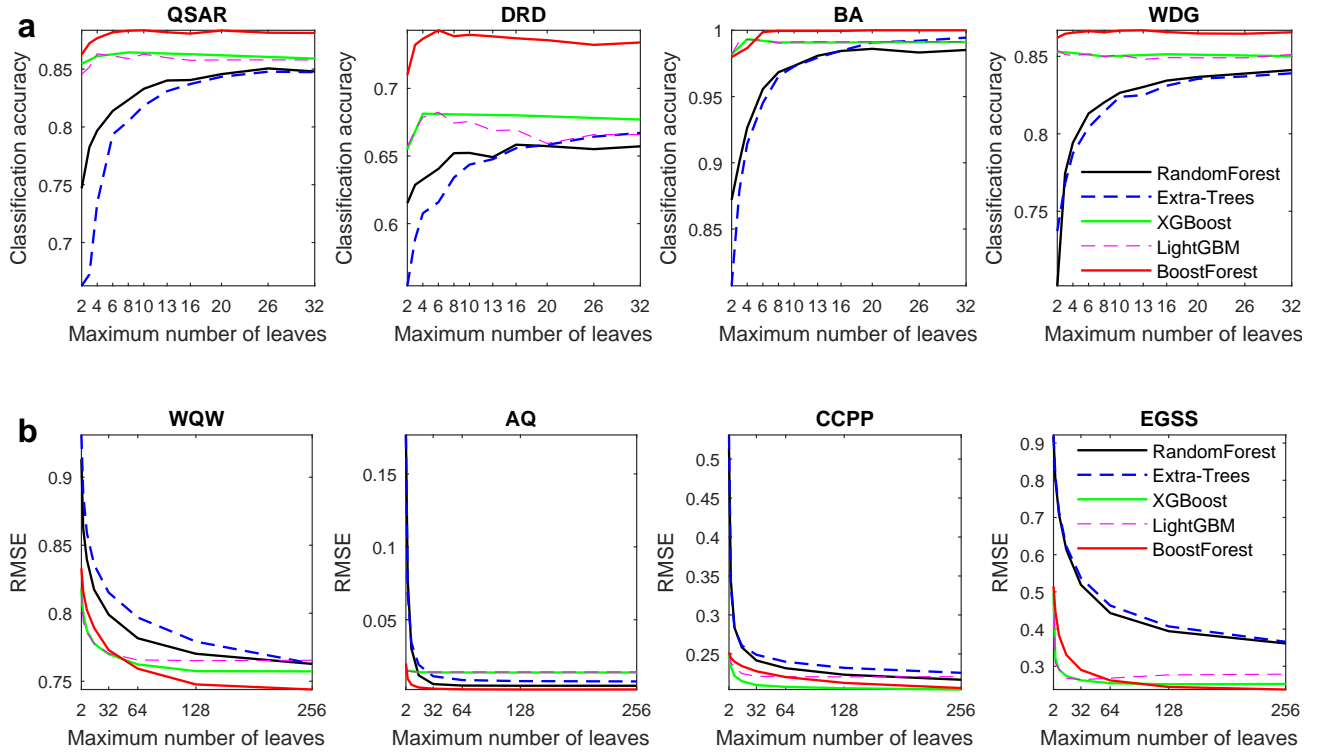 a
QSAR
DRD
BA
WDG
Classification accuracy
0.85
0.8
0.75
0.7
2 4 6 8 10 13 16 20 26 32
Maximum number of leaves
Classification accuracy
0.7
0.65
0.6
2 4 6 8 10 13 16 20 26 32
Maximum number of leaves
Classification accuracy
1
0.95
0.9
0.85
2 4 6 8 10 13 16 20 26 32
Maximum number of leaves
Classification accuracy
0.85
0.8
0.75
RandomForest
Extra-Trees
XGBoost
LightGBM
BoostForest
2 4 6 8 10 13 16 20 26 32
Maximum number of leaves
b
WQW
AQ
CCPP
EGSS
RMSE
0.9
0.85
0.8
0.75
2 32 64 128 256
Maximum number of leaves
RMSE
0.15
0.1
0.05
2 32 64 128 256
Maximum number of leaves
RMSE
0.5
0.45
0.4
0.35
0.3
0.25
2 32 64 128 256
Maximum number of leaves
RMSE
0.9
0.8
0.7
0.6
0.5
0.4
0.3
RandomForest
Extra-Trees
XGBoost
LightGBM
BoostForest
2 32 64 128 256
Maximum number of leaves